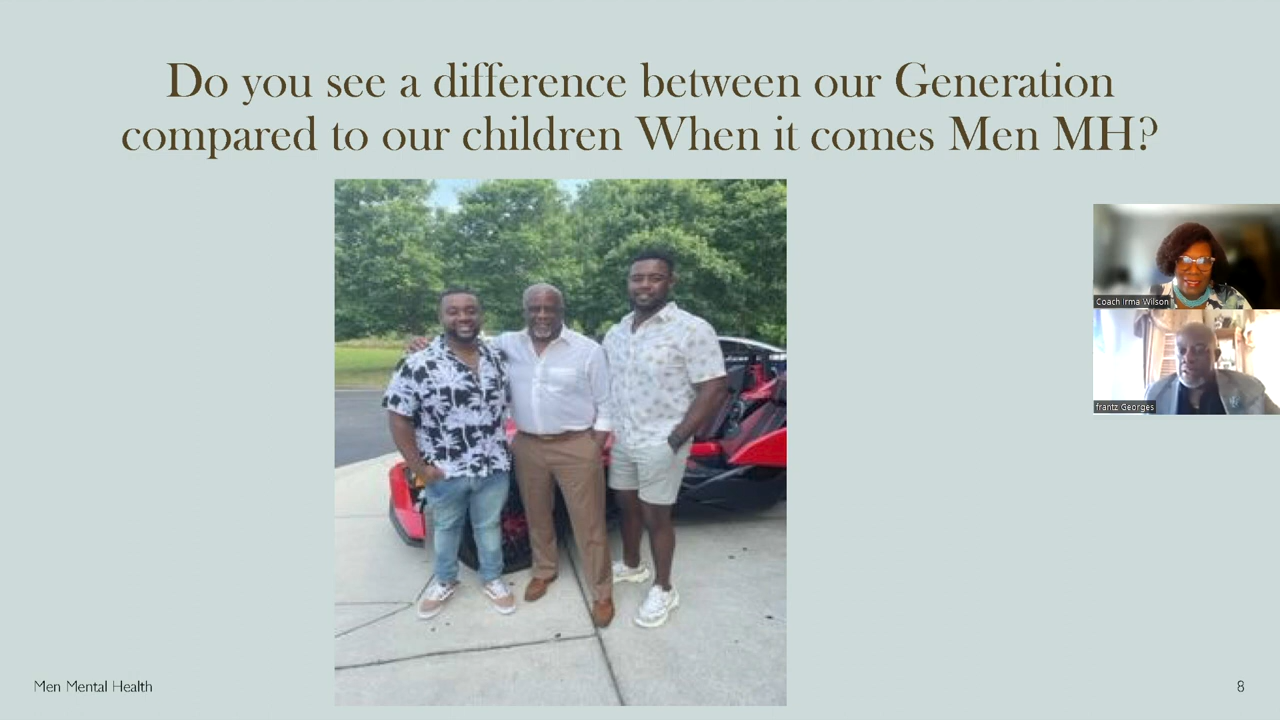 Do you see a difference between our Generation
compared to our children When it comes Men MH?
Coach Irma Wilson
frantz Georges
Men Mental Health
8